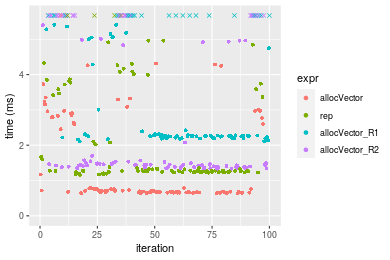 time (ms)
4
2
0
0
25
50
75
100
iteration
expr
allocVector
rep
allocVector_R1
allocVector_R2